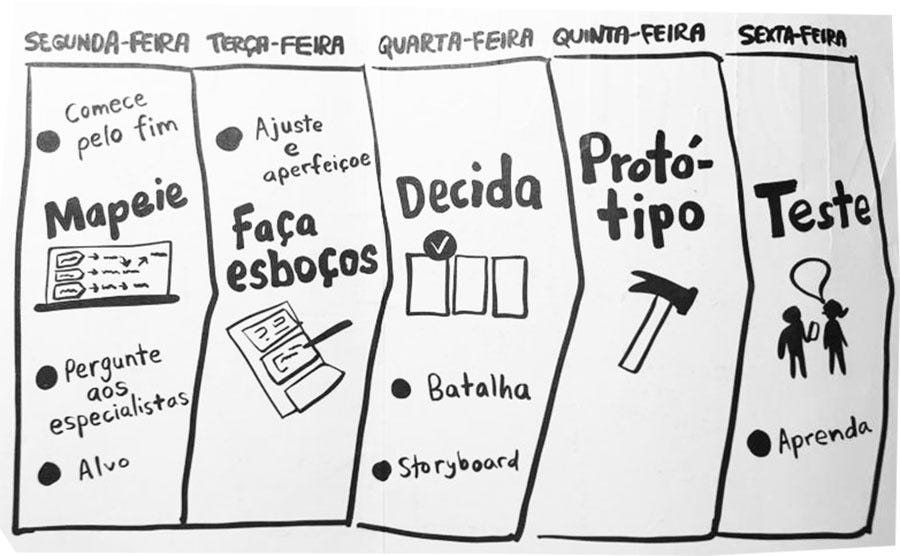 SEGUNDA-FEIRA
Comece
pelo fim
Mapeie
Pergunte
aos
especialistas
Alvo
TERÇA-FEIRA
Ajuste
e
aperfeiçoe
Faça
esboços
QUARTA-FEIRA
Decida
Batalha
Storyboard
QUINTA-FEIRA
Protó-
tipo
SEXTA-FEIRA
Teste
Aprenda